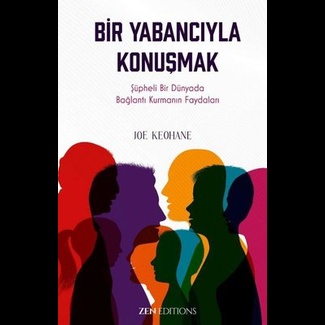 BİR YABANCIYLA
KONUŞMAK
Şüpheli Bir Dünyada
Bağlantı Kurmanın Faydaları
JOE KEOHANE
ZEN EDITIONS